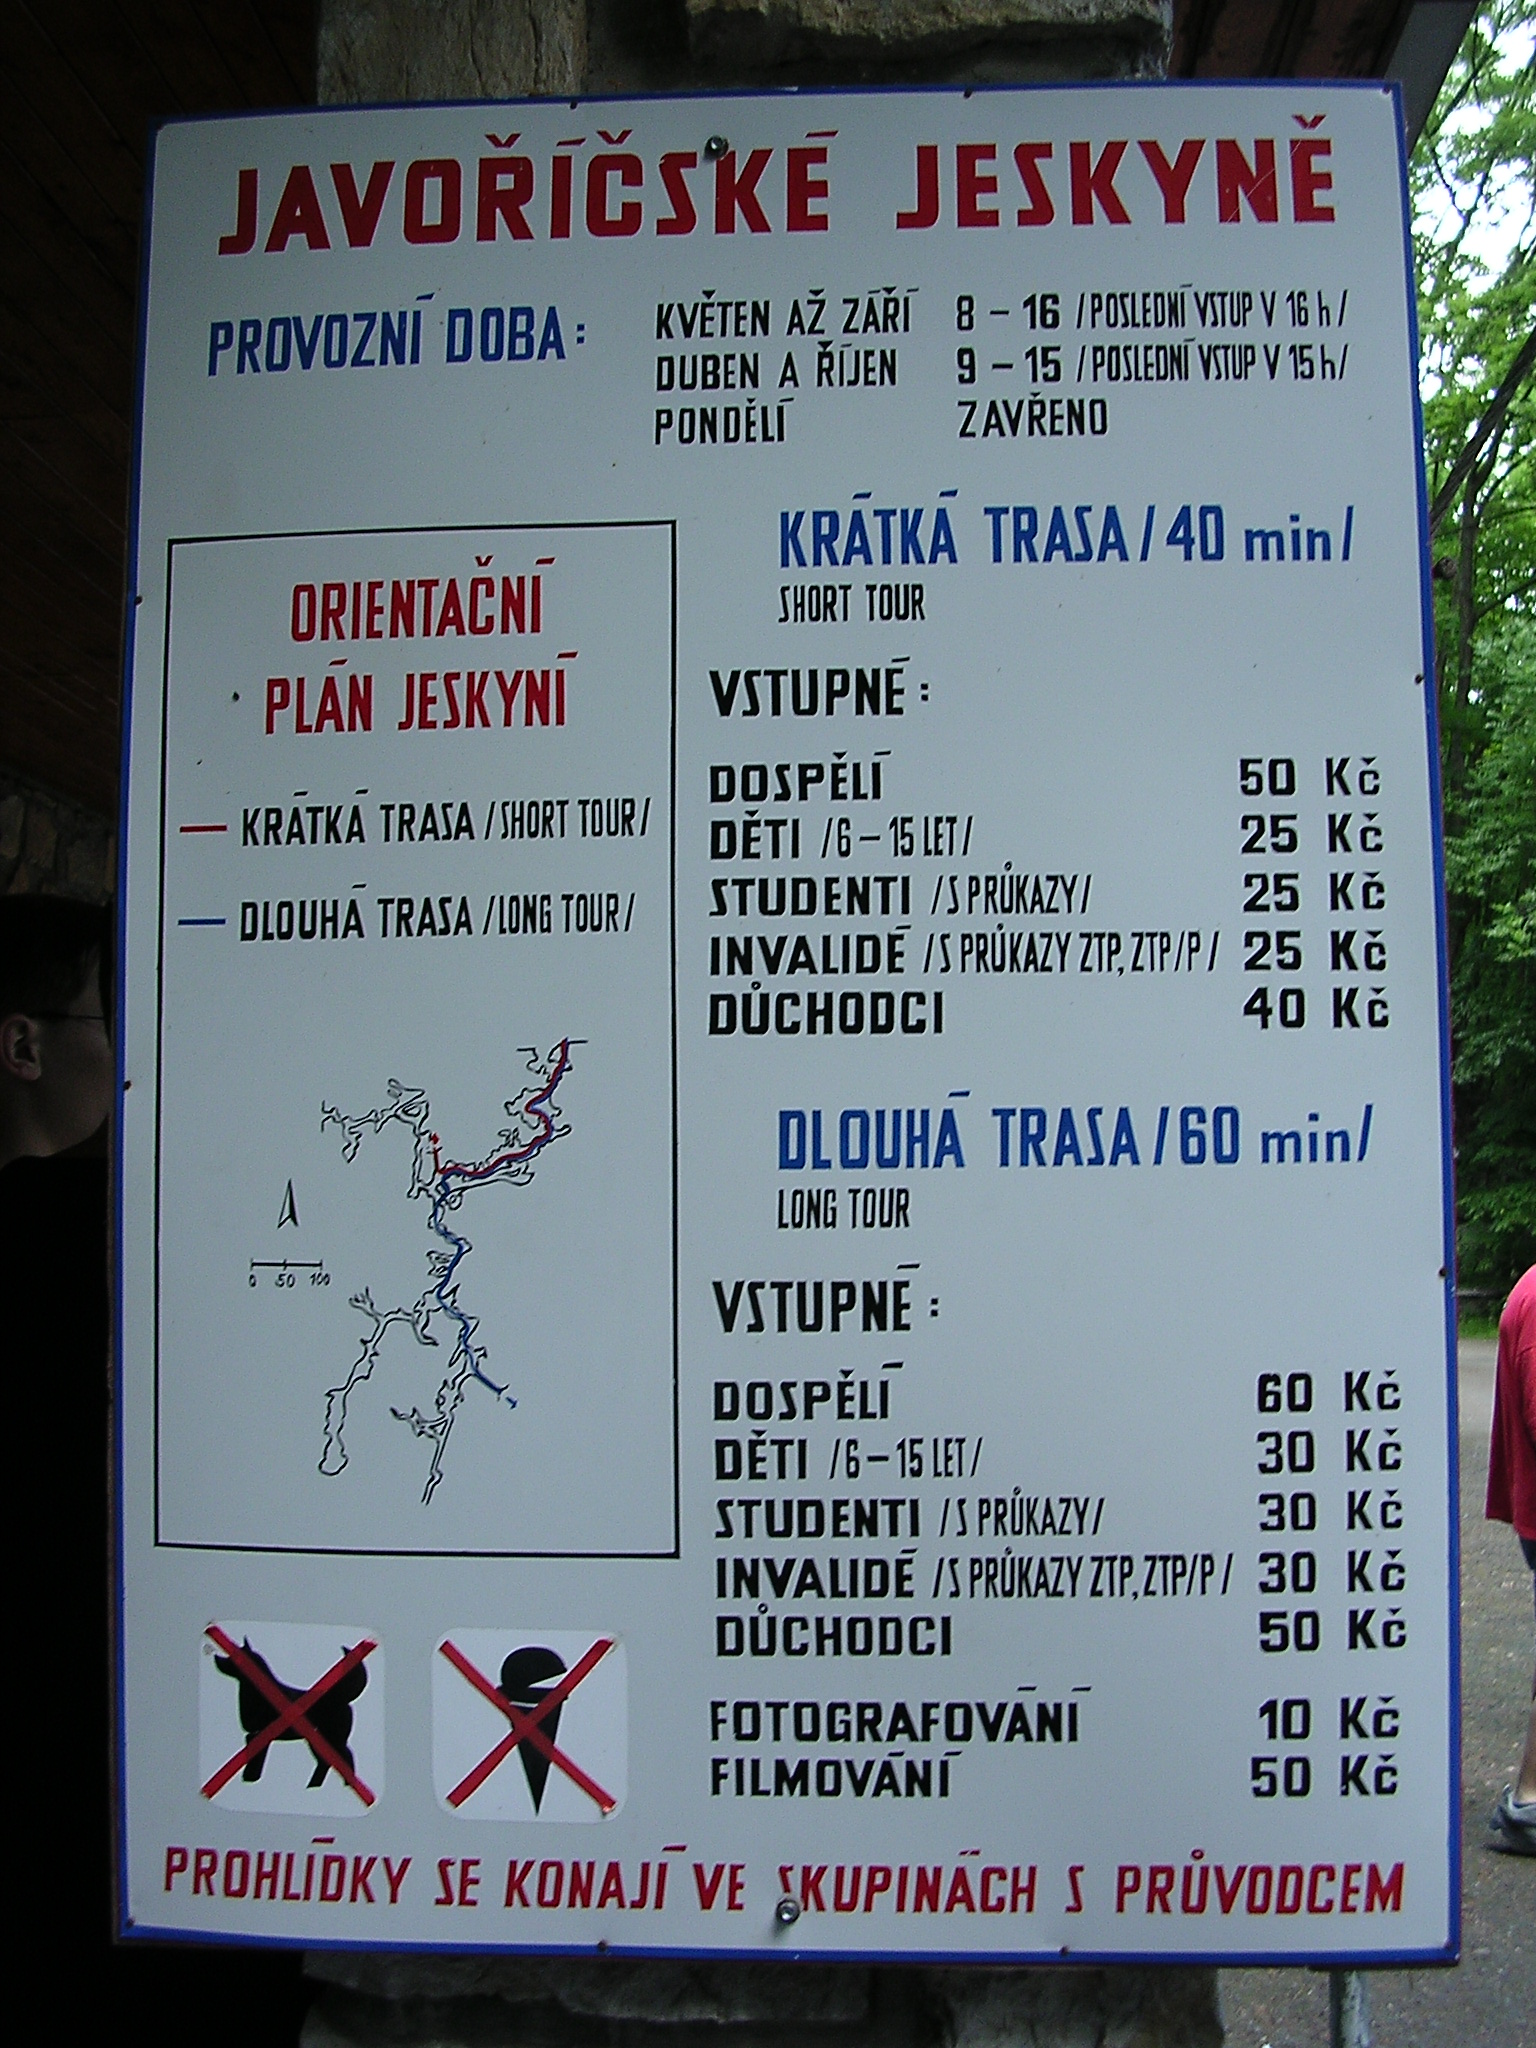 JAVOŘÍČSKÉ JESKYNĚ
PROVOZNÍ DOBA:
KVĚTEN AŽ ZÁŘÍ 8 – 16 /POSLEDNÍ VSTUP V 16 h/
DUBEN A ŘÍJEN 9 – 15 /POSLEDNÍ VSTUP V 15 h/
PONDĚLÍ ZAVŘENO
ORIENTAČNÍ
PLÁN JESKYNÍ
KRÁTKÁ TRASA /SHORT TOUR/
DLOUHÁ TRASA /LONG TOUR/
0 50 100
KRÁTKÁ TRASA /40 min/
SHORT TOUR
VSTUPNÉ:
DOSPĚLÍ 50 Kč
DĚTI /6 – 15 LET/ 25 Kč
STUDENTI /S PRŮKAZY/ 25 Kč
INVALIDÉ /S PRŮKAZY ZTP, ZTP/P/ 25 Kč
DŮCHODCI 40 Kč
DLOUHÁ TRASA /60 min/
LONG TOUR
VSTUPNÉ:
DOSPĚLÍ 60 Kč
DĚTI /6 – 15 LET/ 30 Kč
STUDENTI /S PRŮKAZY/ 30 Kč
INVALIDÉ /S PRŮKAZY ZTP, ZTP/P/ 30 Kč
DŮCHODCI 50 Kč
FOTOGRAFOVÁNÍ 10 Kč
FILMOVÁNÍ 50 Kč
PROHLÍDKY SE KONAJÍ VE SKUPINÁCH S PRŮVODCEM